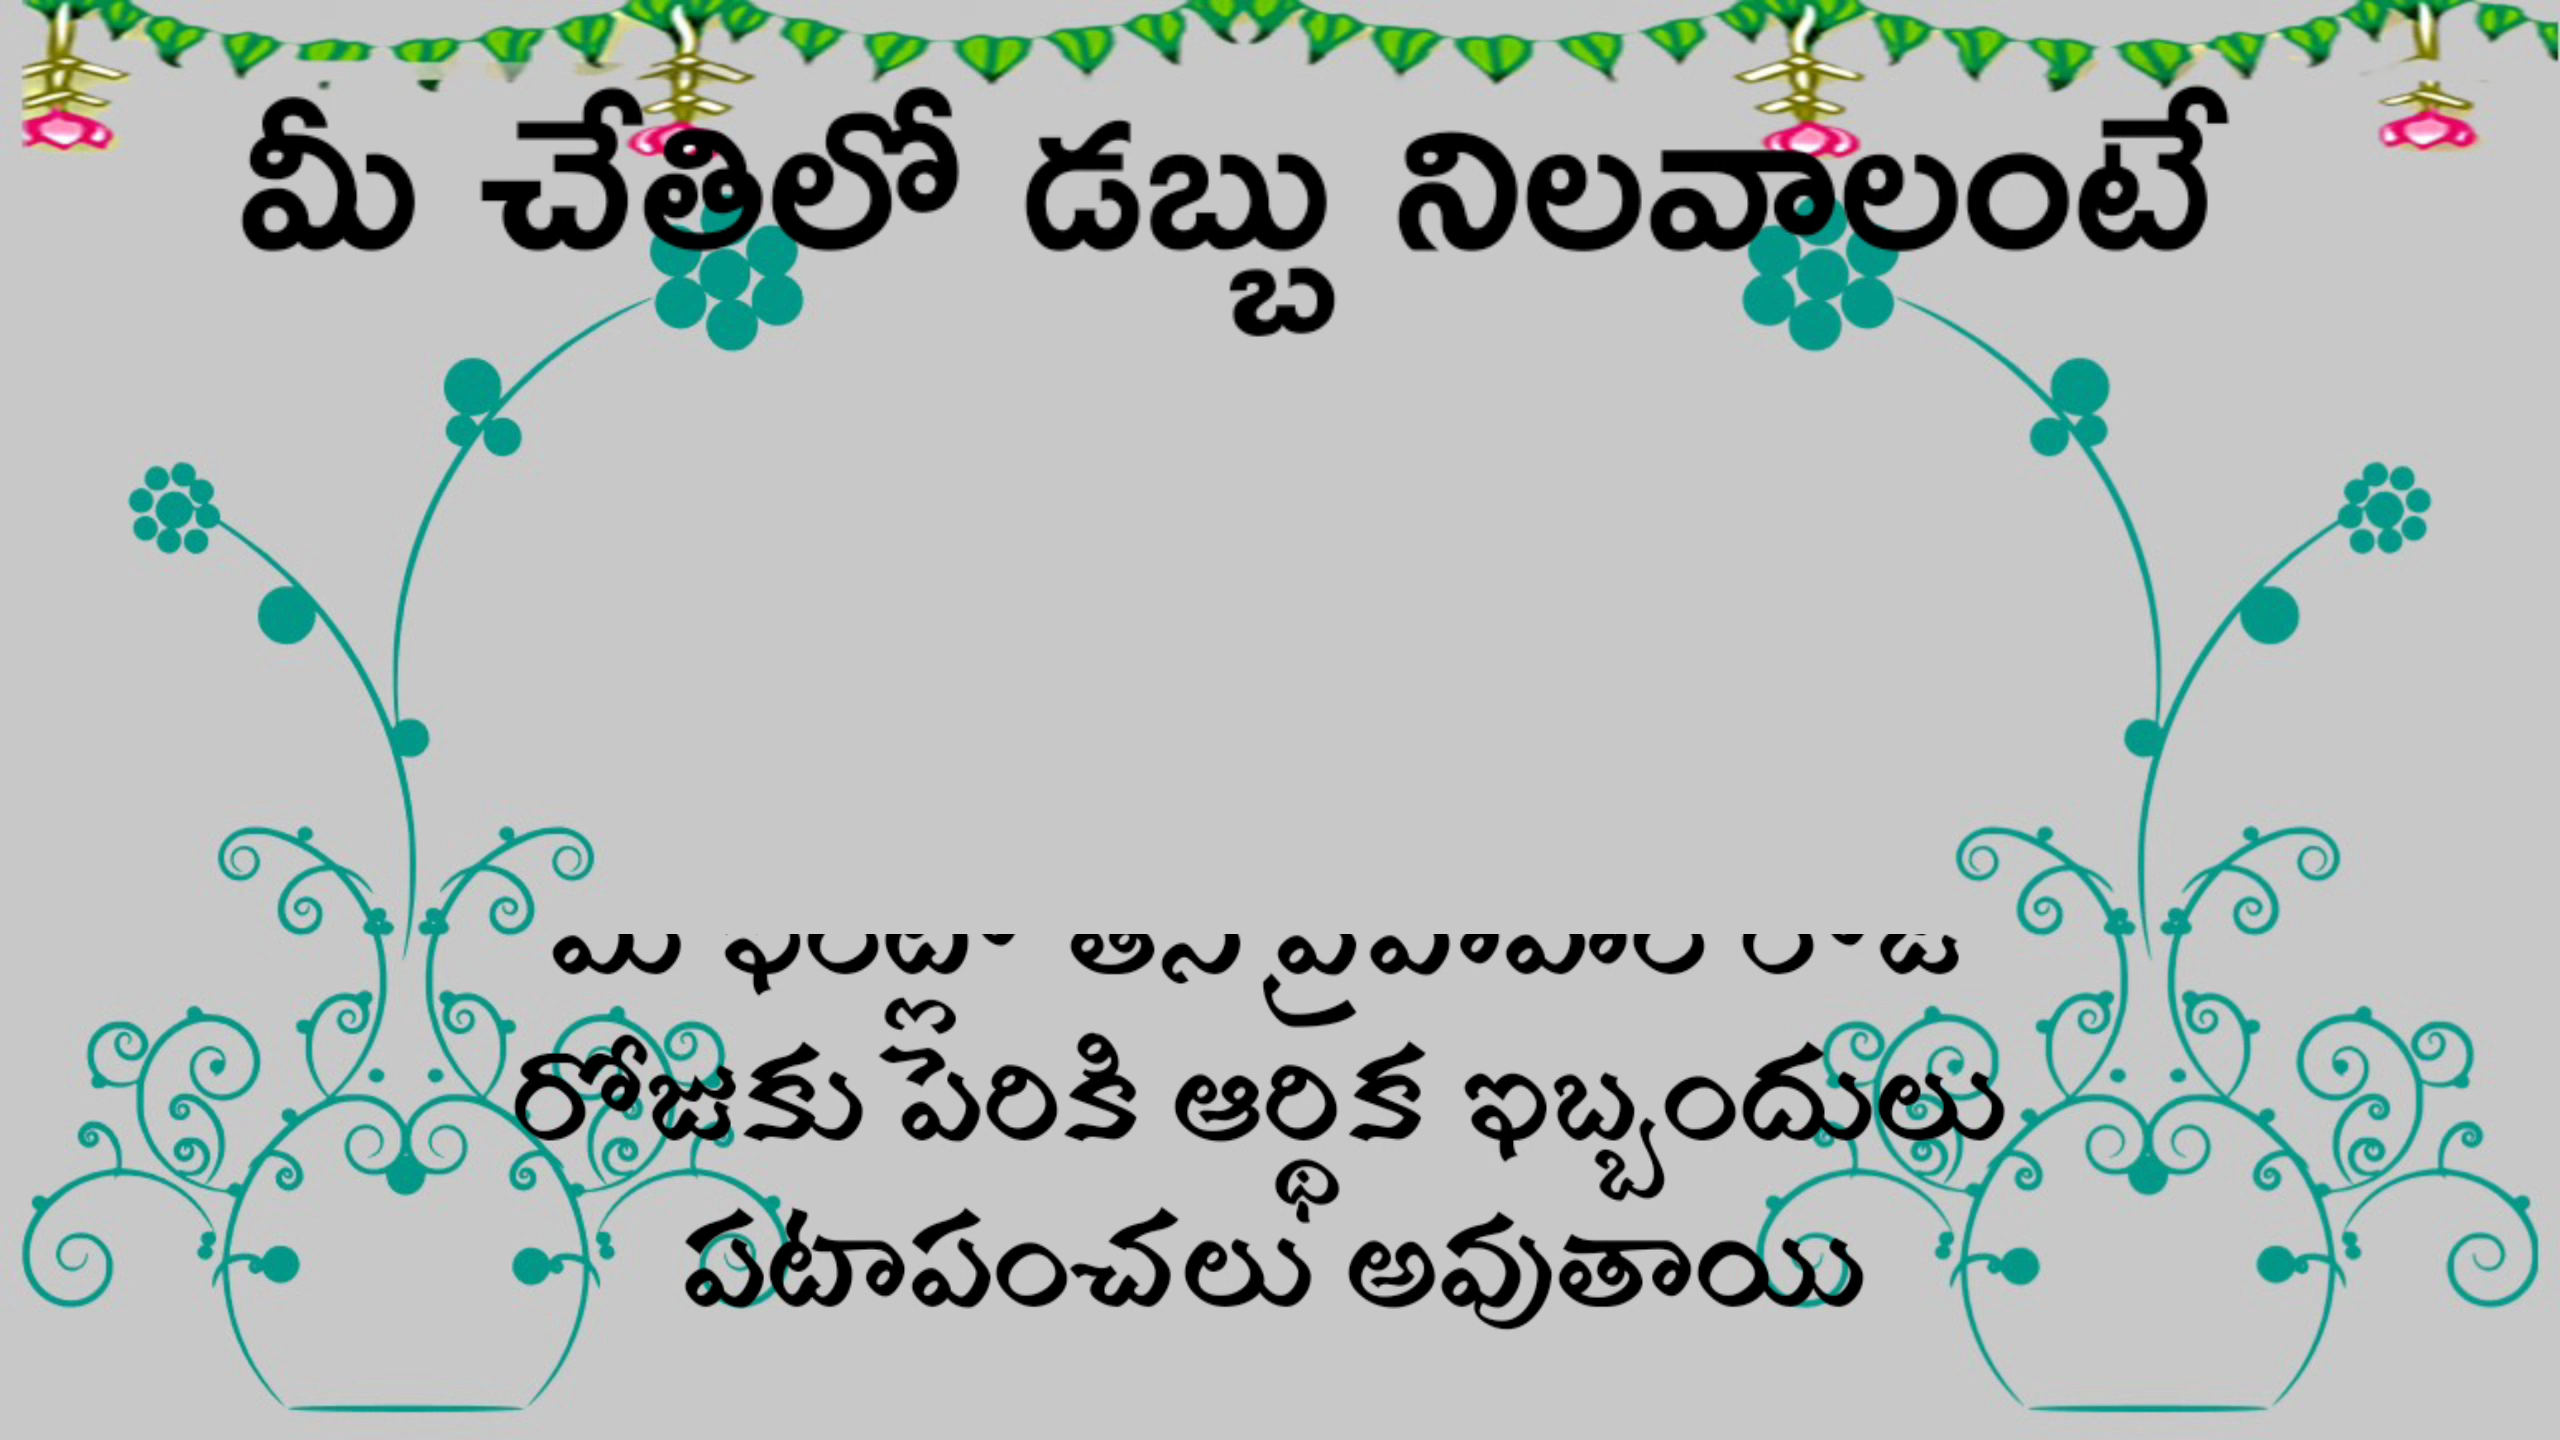 మీ చేతిలో డబ్బు నిలవాలంటే
మీ ఇంట్లో
రోజుకు పెరికి ఆర్థిక ఇబ్బందులు
పటాపంచలు అవుతాయి